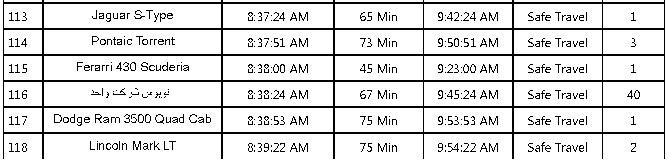 113 Jaguar S-Type 8:37:24 AM 65 Min 9:42:24 AM Safe Travel 1
114 Pontaic Torrent 8:37:51 AM 73 Min 9:50:51 AM Safe Travel 3
115 Ferarri 430 Scuderia 8:38:00 AM 45 Min 9:23:00 AM Safe Travel 1
116 توبوس شركت واحد 8:38:24 AM 67 Min 9:45:24 AM Safe Travel 40
117 Dodge Ram 3500 Quad Cab 8:38:53 AM 75 Min 9:53:53 AM Safe Travel 1
118 Lincoln Mark LT 8:39:22 AM 75 Min 9:54:22 AM Safe Travel 2